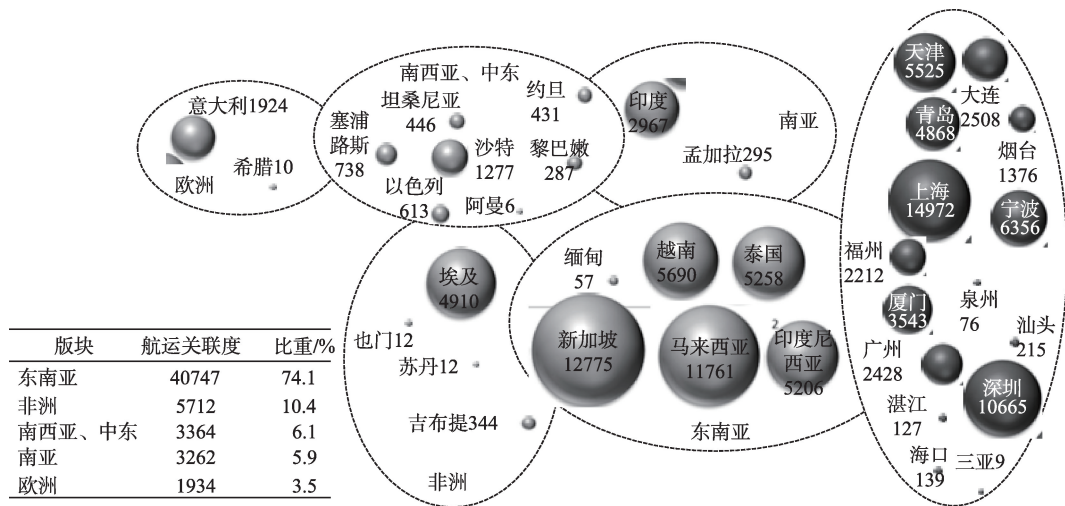 意大利1924
希腊10
欧洲
南西亚、中东
坦桑尼亚
446
约旦
431
塞浦
路斯
738
沙特
1277
黎巴嫩
287
以色列
613
阿曼6
印度
2967
南亚
孟加拉295
埃及
4910
也门12
苏丹12
吉布提344
非洲
缅甸
57
越南
5690
泰国
5258
新加坡
12775
马来西亚
11761
2
印度尼
西亚
5206
东南亚
天津
5525
大连
2508
青岛
4868
烟台
1376
上海
14972
宁波
6356
福州
2212
厦门
3543
泉州
76
汕头
215
广州
2428
深圳
10665
湛江
127
海口
139
三亚9
版块 航运关联度 比重/%
东南亚 40747 74.1
非洲 5712 10.4
南西亚、中东 3364 6.1
南亚 3262 5.9
欧洲 1934 3.5